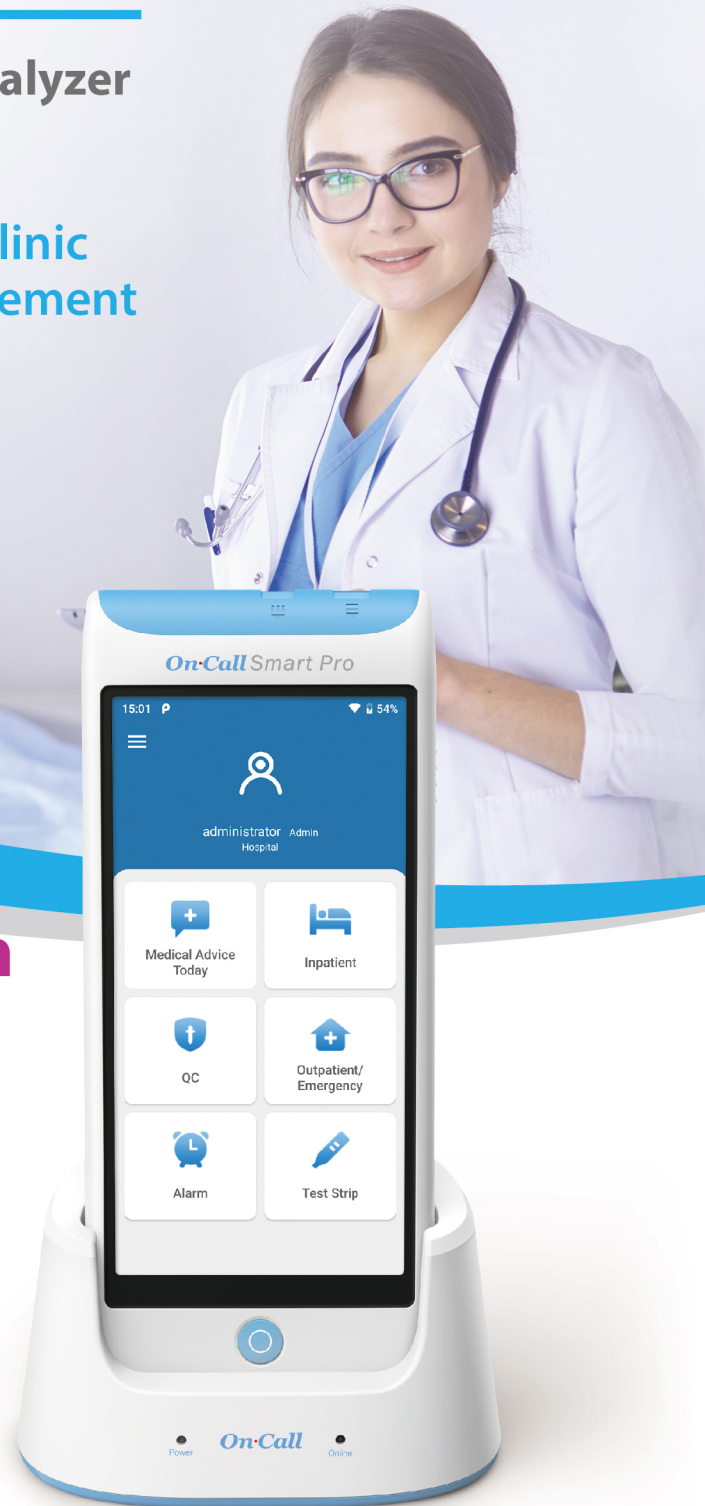 alyzer
linic
ement
On·Call Smart Pro
15:01 P 54%
administrator Admin
Hospital
Medical Advice
Today
Inpatient
QC
Outpatient/
Emergency
Alarm
Test Strip
Power
On·Call
Online